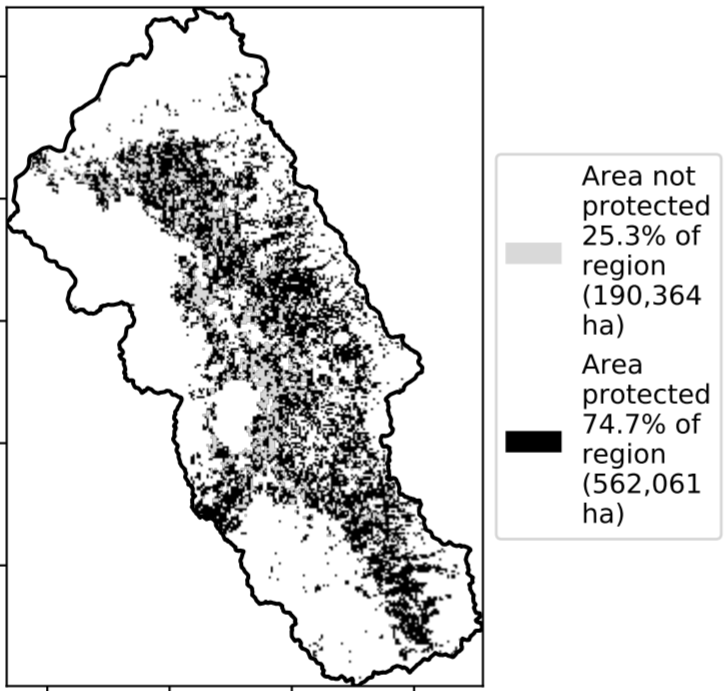 Area not
protected
25.3% of
region
(190,364
ha)
Area
protected
74.7% of
region
(562,061
ha)